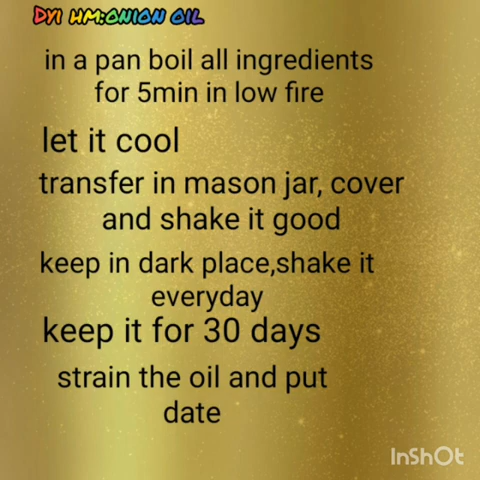 Dyi hm:onion oil
in a pan boil all ingredients
for 5min in low fire
let it cool
transfer in mason jar, cover
and shake it good
keep in dark place,shake it
everyday
keep it for 30 days
strain the oil and put
date
InShOt